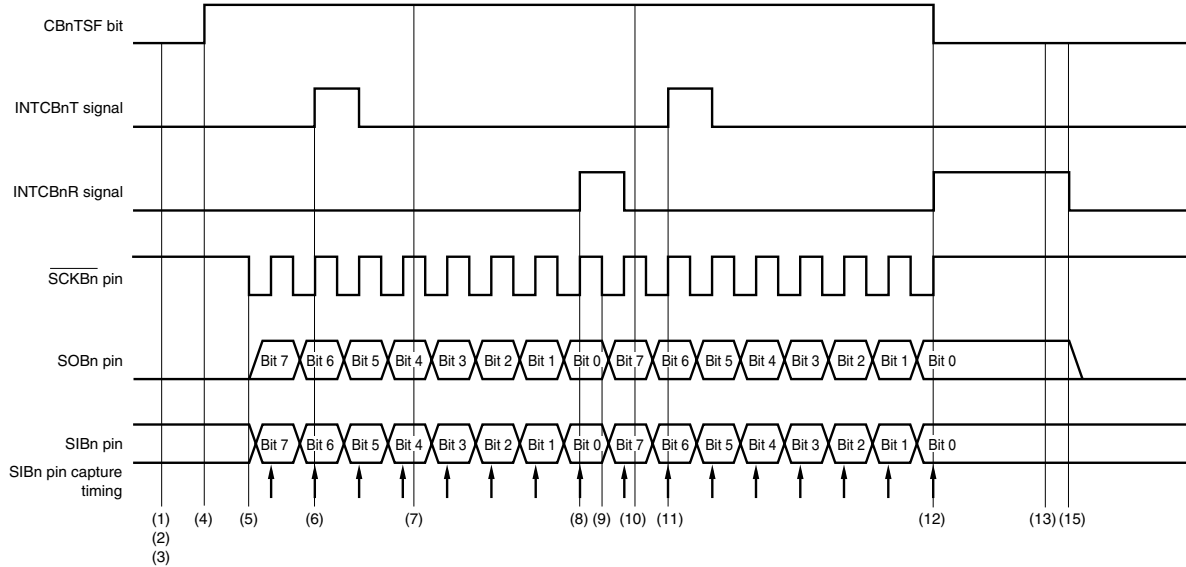 CBnTSF bit
INTCBnT signal
INTCBnR signal
SCKBn pin
SOBn pin
Bit 7 Bit 6 Bit 5 Bit 4 Bit 3 Bit 2 Bit 1 Bit 0 Bit 7 Bit 6 Bit 5 Bit 4 Bit 3 Bit 2 Bit 1 Bit 0
SIBn pin
Bit 7 Bit 6 Bit 5 Bit 4 Bit 3 Bit 2 Bit 1 Bit 0 Bit 7 Bit 6 Bit 5 Bit 4 Bit 3 Bit 2 Bit 1 Bit 0
SIBn pin capture
timing
(1) (4) (5) (6) (7) (8) (9) (10) (11) (12) (13) (15)
(2)
(3)